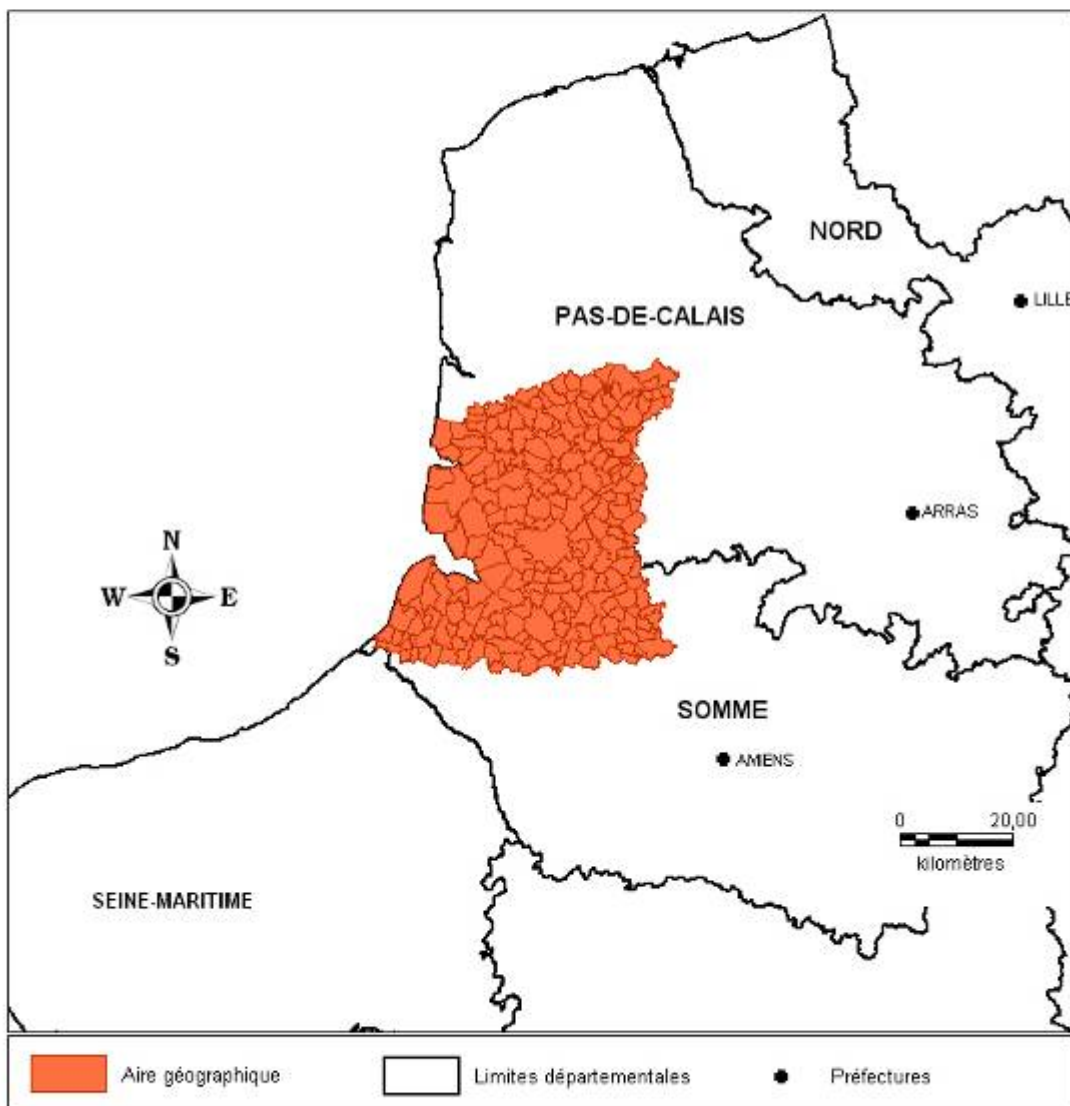 NORD
LILLE
PAS-DE-CALAIS
ARRAS
N
W E
S
SOMME
AMIENS
0 20,00
kilomètres
SEINE-MARITIME
Aire géographique Limites départementales Préfectures